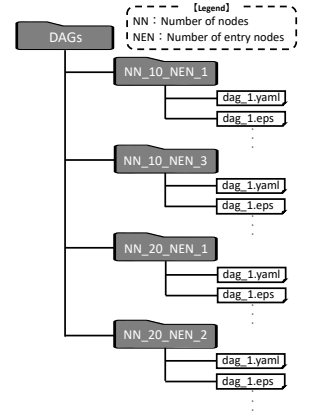 【Legend】
NN：Number of nodes
NEN：Number of entry nodes
DAGs
NN_10_NEN_1
dag_1.yaml
dag_1.eps
NN_10_NEN_3
dag_1.yaml
dag_1.eps
NN_20_NEN_1
dag_1.yaml
dag_1.eps
NN_20_NEN_2
dag_1.yaml
dag_1.eps